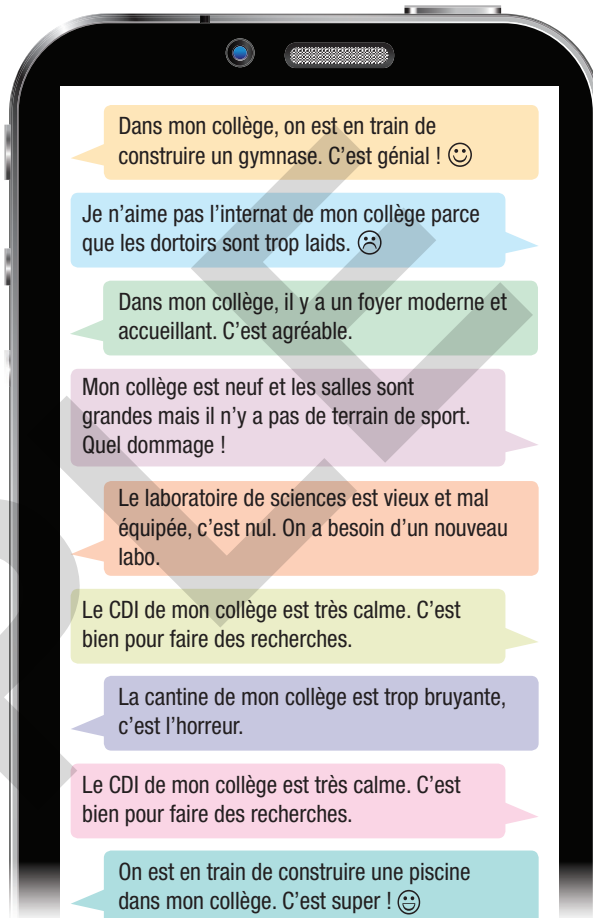 Dans mon collège, on est en train de
construire un gymnase. C'est génial ! ☺
Je n'aime pas l'internat de mon collège parce
que les dortoirs sont trop laids. ☹
Dans mon collège, il y a un foyer moderne et
accueillant. C'est agréable.
Mon collège est neuf et les salles sont
grandes mais il n'y a pas de terrain de sport.
Quel dommage !
Le laboratoire de sciences est vieux et mal
équipée, c'est nul. On a besoin d'un nouveau
labo.
Le CDI de mon collège est très calme. C'est
bien pour faire des recherches.
La cantine de mon collège est trop bruyante,
c'est l'horreur.
Le CDI de mon collège est très calme. C'est
bien pour faire des recherches.
On est en train de construire une piscine
dans mon collège. C'est super ! 😃